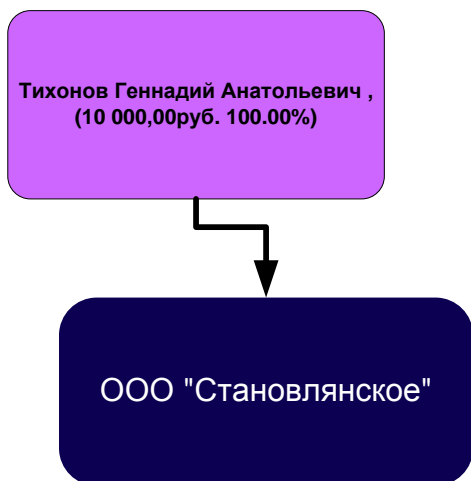 Тихонов Геннадий Анатольевич ,
(10 000,00руб. 100.00%)
ООО "Становлянское"